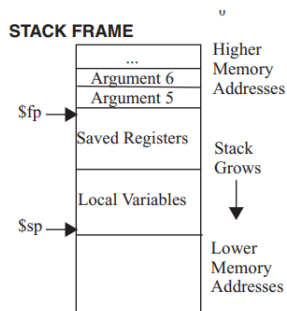 STACK FRAME
...
Argument 6
Argument 5
$fp
Saved Registers
Local Variables
$sp
Higher
Memory
Addresses
Stack
Grows
Lower
Memory
Addresses